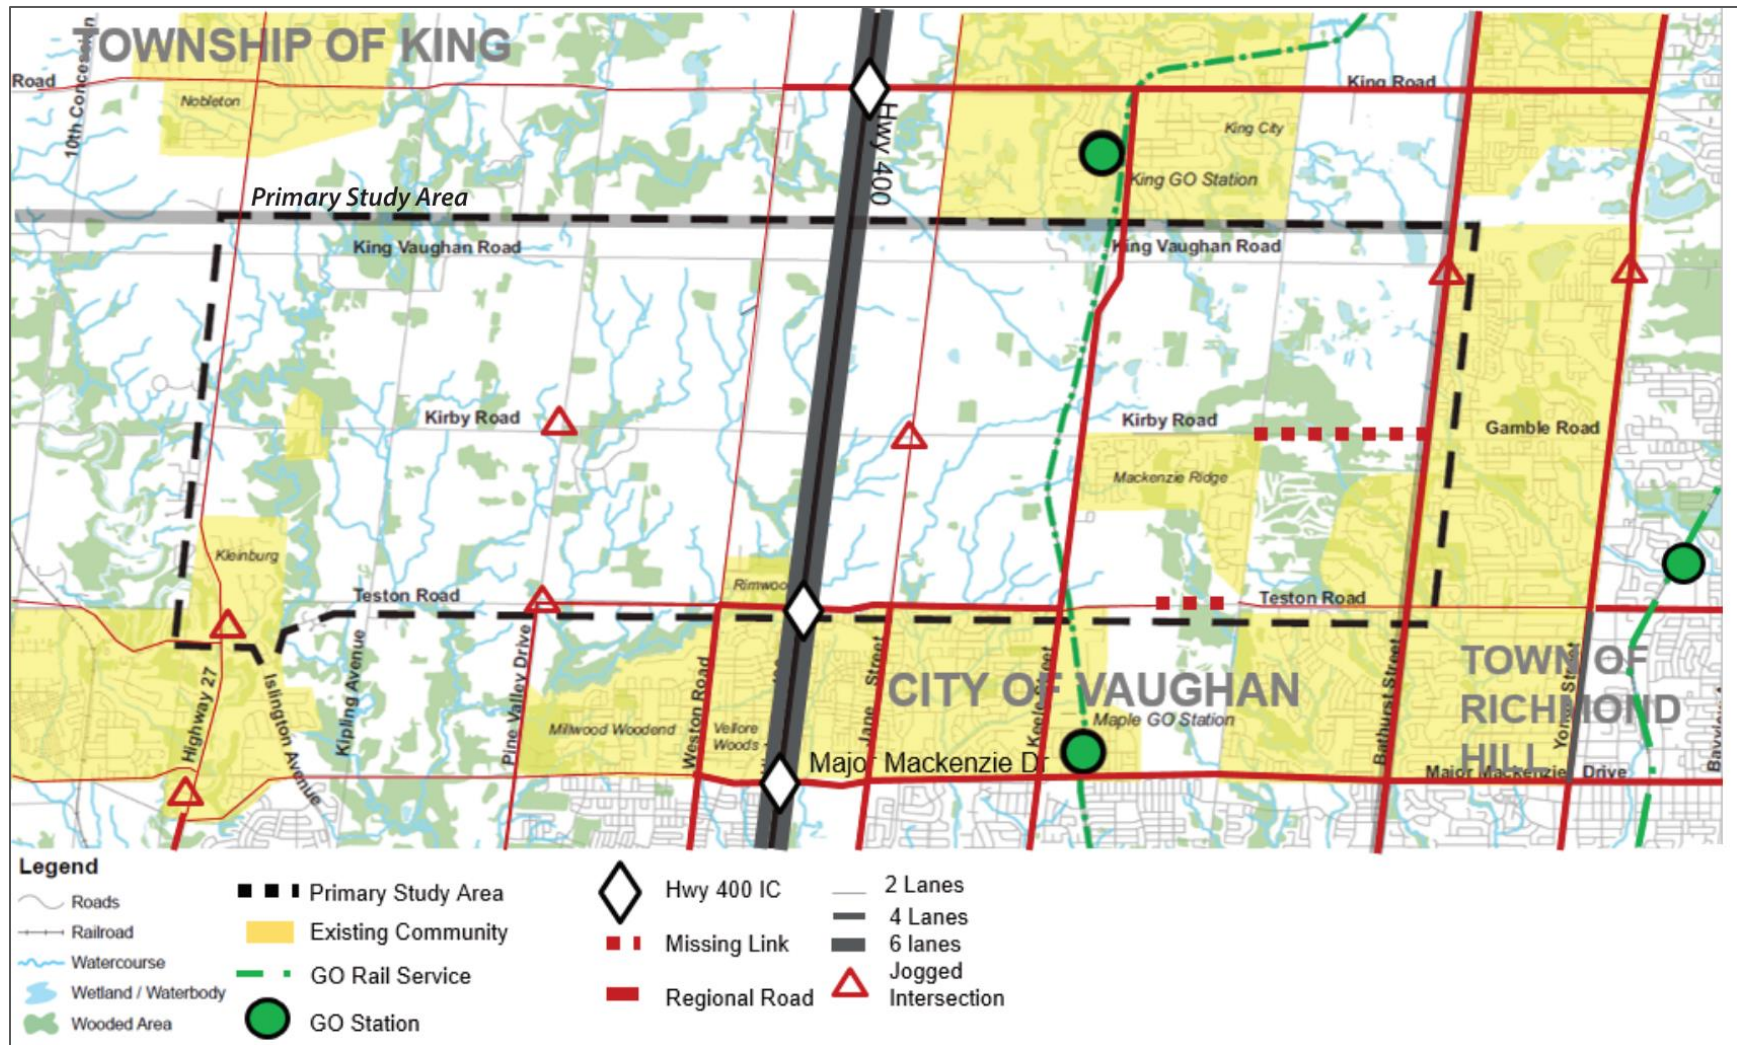 TOWNSHIP OF KING
10th Concession
Road
King Road
Nobleton
Hwy 400
King City
King GO Station
Primary Study Area
King Vaughan Road
King Vaughan Road
Kirby Road
Kirby Road
Gamble Road
Mackenzie Ridge
Kleinburg
Rimwoo
Teston Road
Teston Road
Highway 27
Islington Avenue
Kipling Avenue
Pine Valley Drive
Weston Road
Jane Street
Keele Street
Bathurst Street
Yonge Street
CITY OF VAUGHAN
TOWN OF
RICHMOND
HILL
Millwood Woodend
Vellore
Woods
Maple GO Station
Major Mackenzie Dr
Major Mackenzie Drive
Legend
Roads
Railroad
Watercourse
Wetland / Waterbody
Wooded Area
Primary Study Area
Existing Community
GO Rail Service
GO Station
Hwy 400 IC
Missing Link
Regional Road
2 Lanes
4 Lanes
6 lanes
Jogged
Intersection